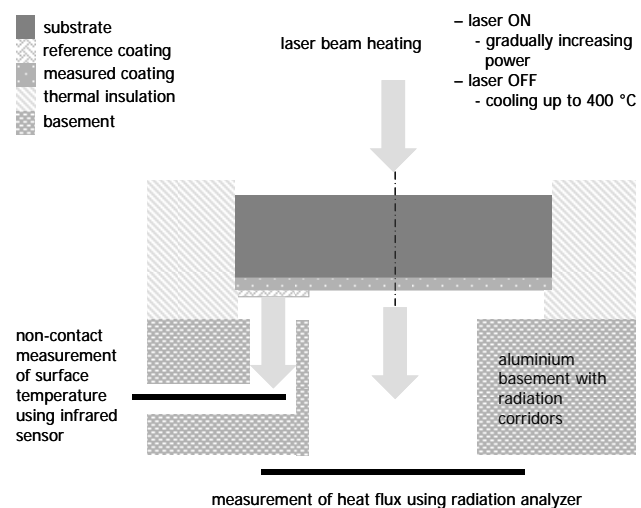 substrate
reference coating
measured coating
thermal insulation
basement
laser beam heating
– laser ON
- gradually increasing
power
– laser OFF
- cooling up to 400 °C
non-contact
measurement
of surface
temperature
using infrared
sensor
aluminium
basement with
radiation
corridors
measurement of heat flux using radiation analyzer